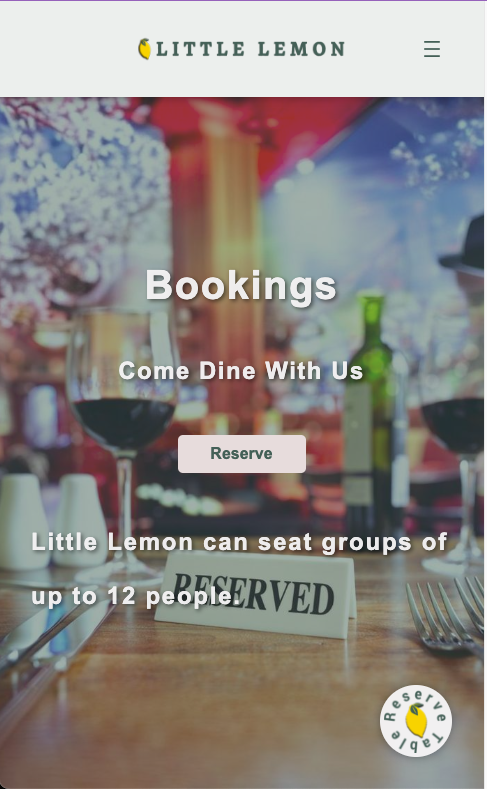 LITTLE LEMON
Bookings
Come Dine With Us
Reserve
Little Lemon can seat groups of
up to 12 people.
RESERVED
Reserve Table